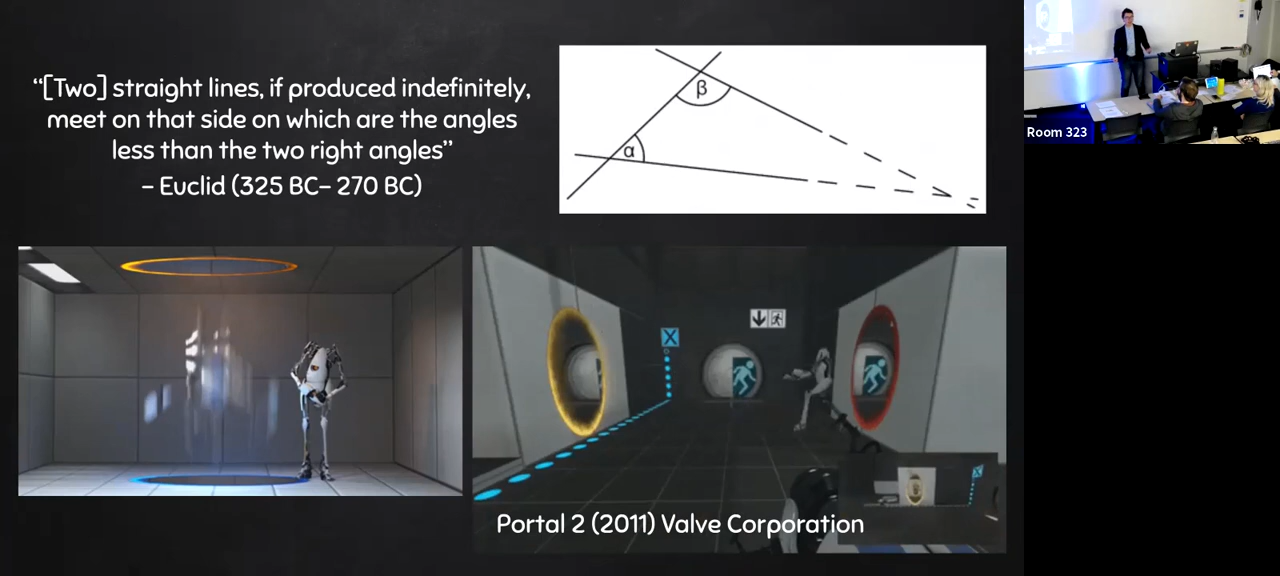 “[Two] straight lines, if produced indefinitely,
meet on that side on which are the angles
less than the two right angles”
– Euclid (325 BC– 270 BC)
β
α
Room 323
X
Portal 2 (2011) Valve Corporation